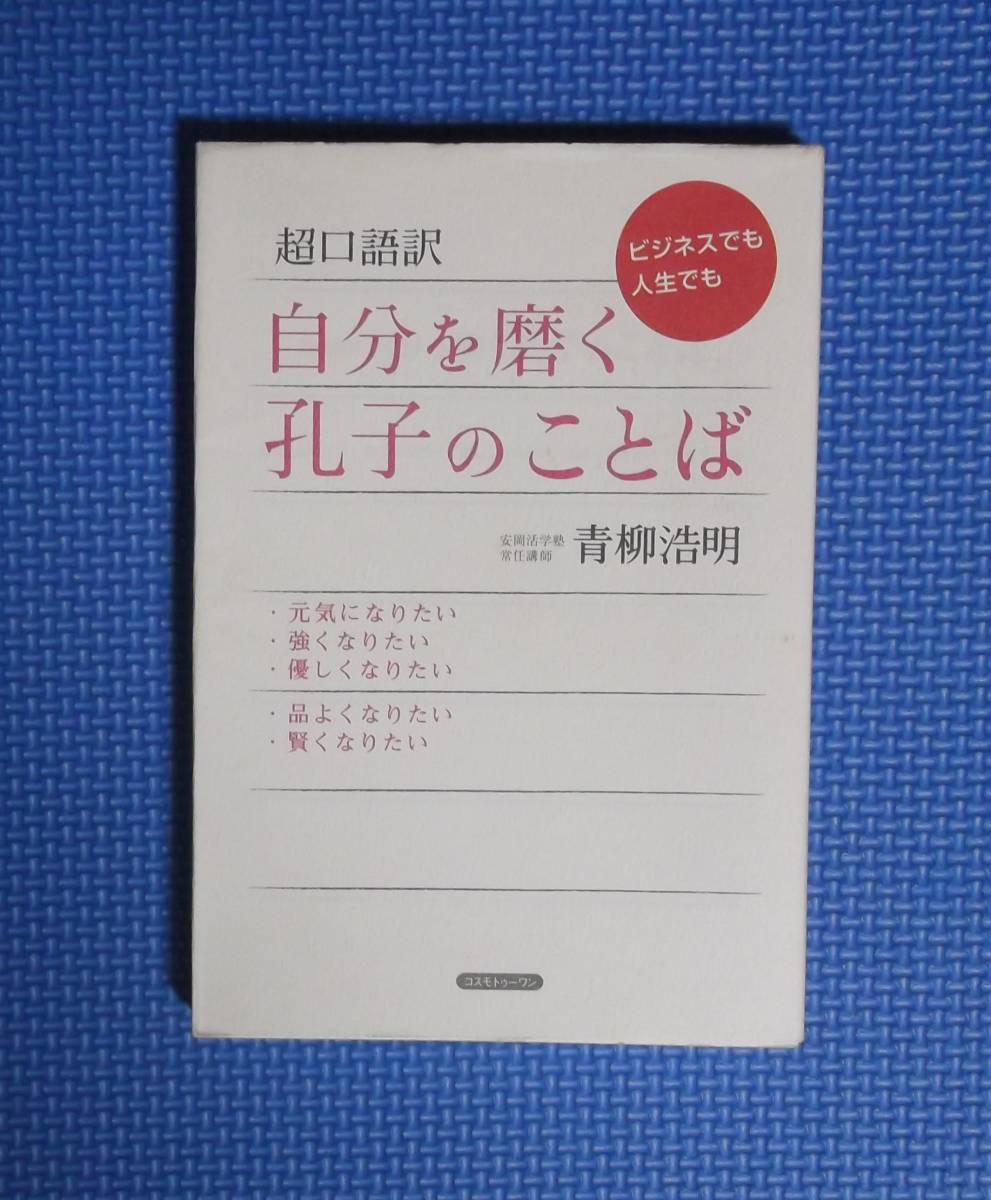 超口語訳
ビジネスでも
人生でも
自分を磨く
孔子のことば
安岡活学塾
常任講師
青柳浩明
・元気になりたい
・強くなりたい
・優しくなりたい
・品よくなりたい
・賢くなりたい
コスモトゥーワン